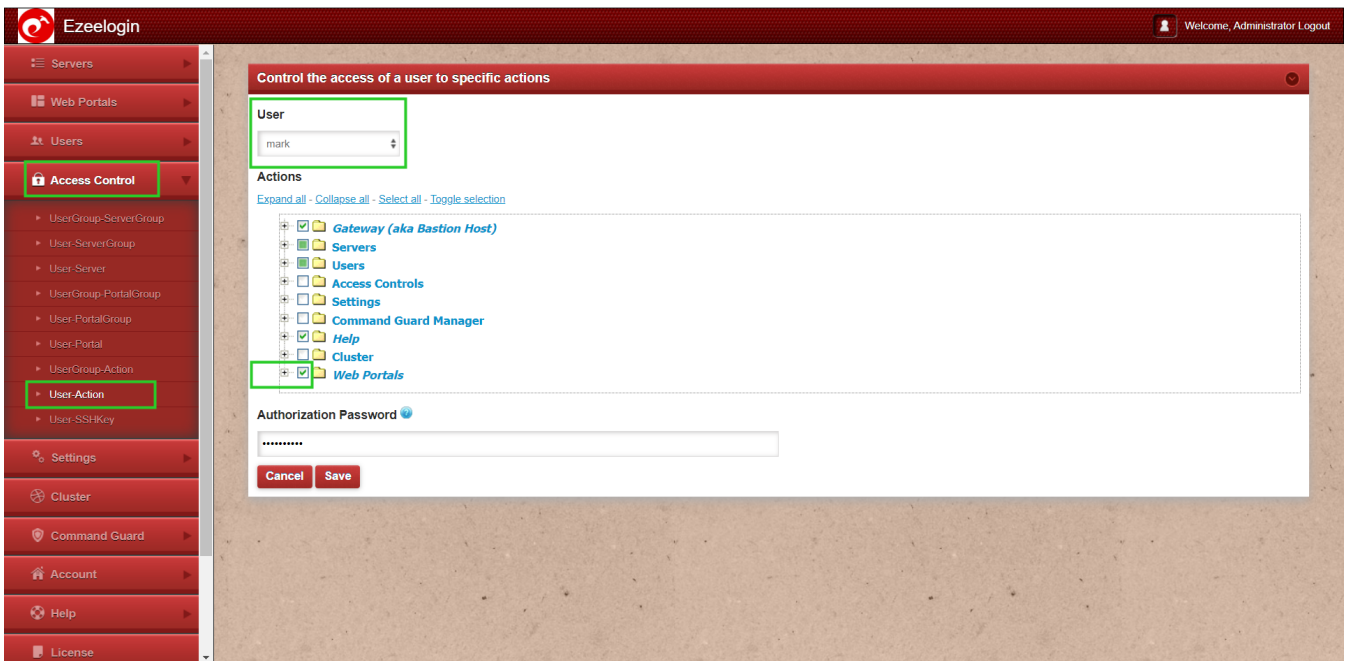 Ezeelogin
Welcome, Administrator Logout
Servers
Web Portals
Users
Access Control
UserGroup-ServerGroup
User-ServerGroup
User-Server
UserGroup-PortalGroup
User-PortalGroup
User-Portal
UserGroup-Action
User-Action
User-SSHKey
Settings
Cluster
Command Guard
Account
Help
License
Control the access of a user to specific actions
User
mark
Actions
Expand all - Collapse all - Select all - Toggle selection
Gateway (aka Bastion Host)
Servers
Users
Access Controls
Settings
Command Guard Manager
Help
Cluster
Web Portals
Authorization Password
••••••••••
Cancel Save